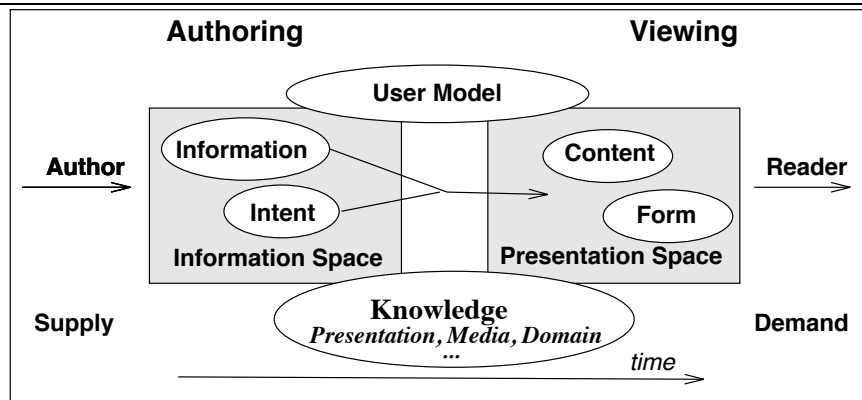 Authoring
Viewing
User Model
Information
Content
Author
Reader
Intent
Form
Information Space
Presentation Space
Knowledge
Supply
Presentation, Media, Domain
Demand
...
time